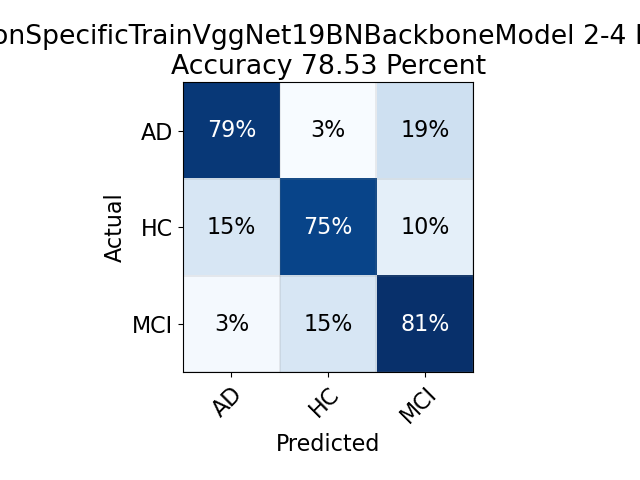 onSpecificTrainVggNet19BNBackboneModel 2-4
Accuracy 78.53 Percent
AD 79% 3% 19%
HC 15% 75% 10%
MCI 3% 15% 81%
Actual
AD HC MCI
Predicted